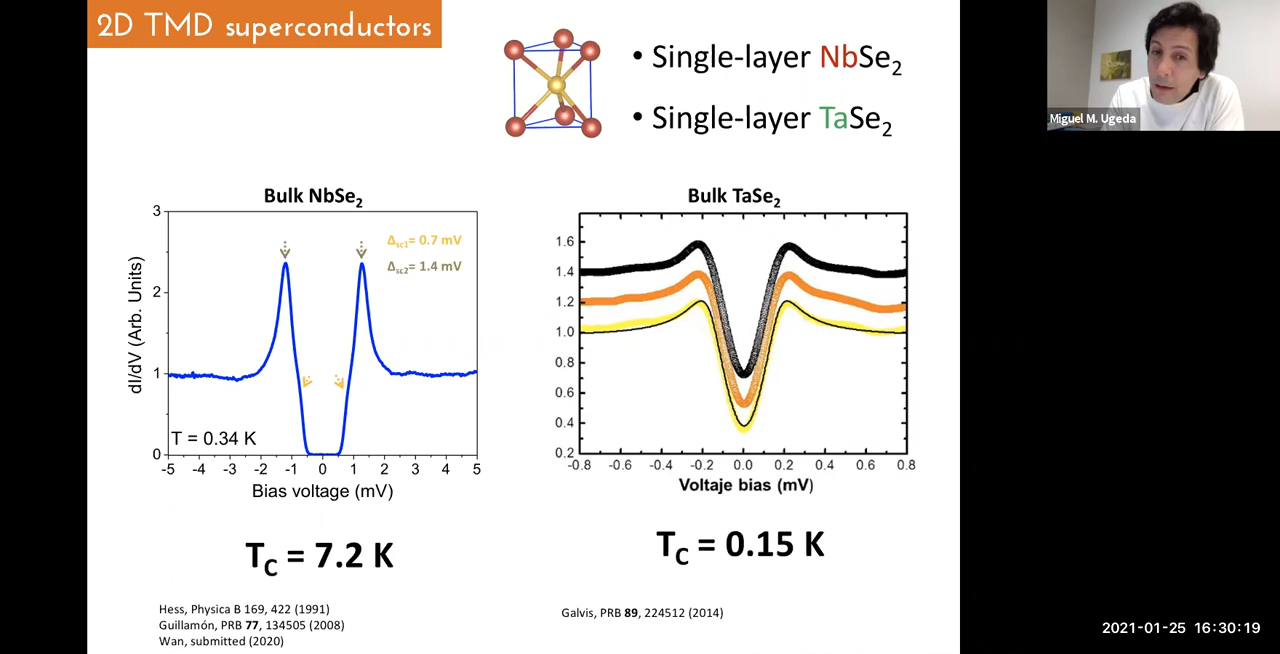 2D TMD superconductors
• Single-layer NbSe₂
• Single-layer TaSe₂
Miguel M. Ugeda
Bulk NbSe₂
3
2
1
0
dI/dV (Arb. Units)
Δsc1= 0.7 mV
Δsc2= 1.4 mV
T = 0.34 K
-5 -4 -3 -2 -1 0 1 2 3 4 5
Bias voltage (mV)
Bulk TaSe₂
1.6
1.4
1.2
1.0
0.8
0.6
0.4
0.2
-0.8 -0.6 -0.4 -0.2 0.0 0.2 0.4 0.6 0.8
Voltaje bias (mV)
TC = 7.2 K
TC = 0.15 K
Hess, Physica B 169, 422 (1991)
Guillamón, PRB 77, 134505 (2008)
Wan, submitted (2020)
Galvis, PRB 89, 224512 (2014)
2021-01-25 16:30:19